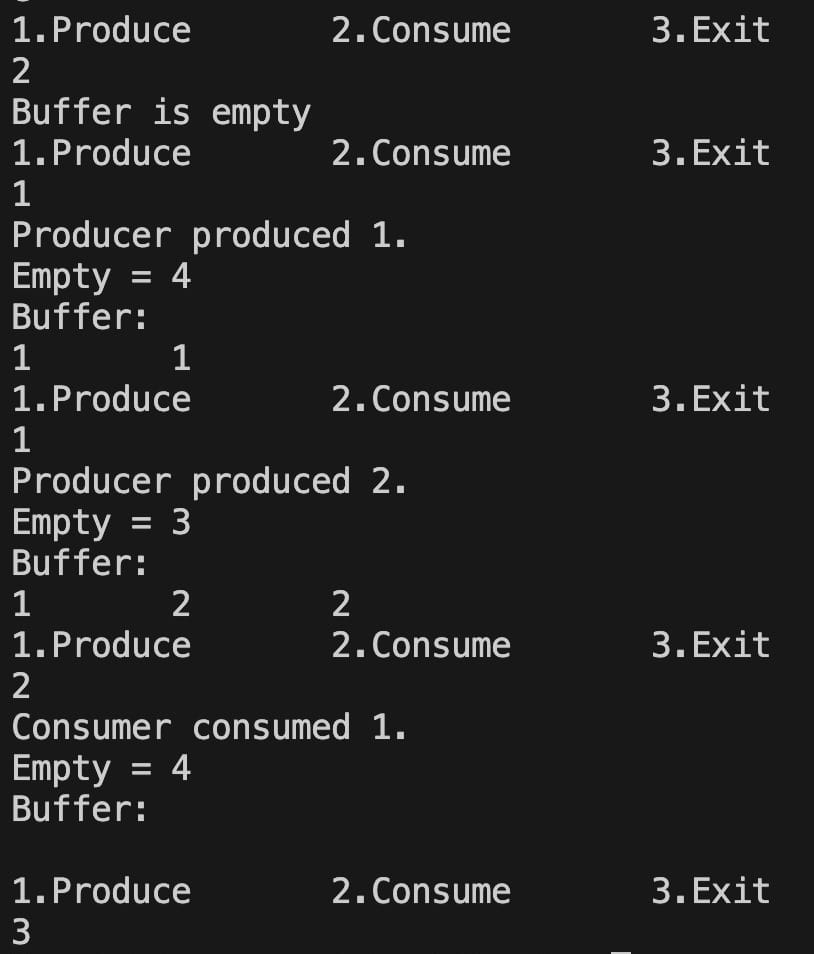 1.Produce 2.Consume 3.Exit
2
Buffer is empty
1.Produce 2.Consume 3.Exit
1
Producer produced 1.
Empty = 4
Buffer:
1 1
1.Produce 2.Consume 3.Exit
1
Producer produced 2.
Empty = 3
Buffer:
1 2 2
1.Produce 2.Consume 3.Exit
2
Consumer consumed 1.
Empty = 4
Buffer:
1.Produce 2.Consume 3.Exit
3